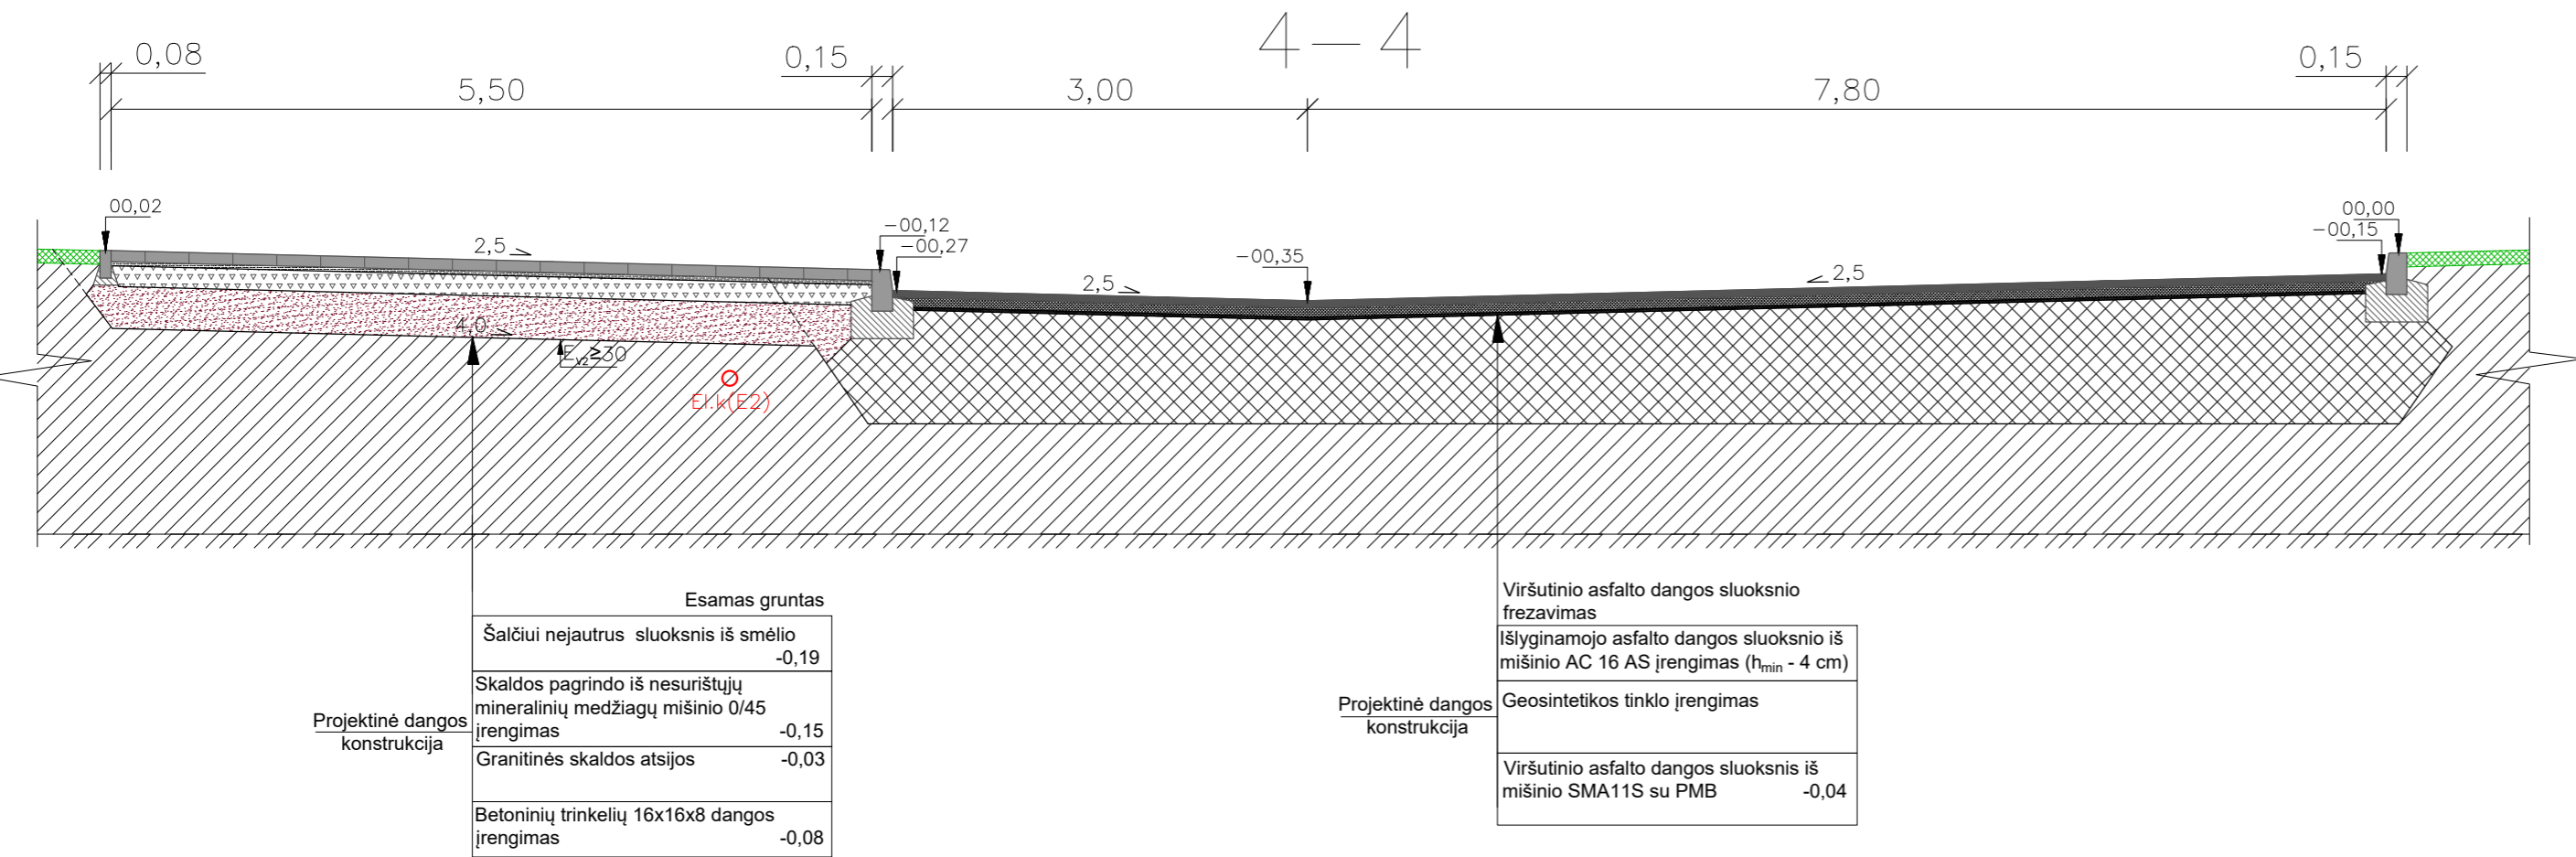 4 — 4
0,08
5,50
0,15
3,00
7,80
0,15
00,02
2,5
-00,12
-00,27
2,5
-00,35
2,5
00,00
-00,15
4,0
Ev2≥30
El.k(E2)
Esamas gruntas
Šalčiui nejautrus sluoksnis iš smėlio
-0,19
Skaldos pagrindo iš nesurištųjų
mineralinių medžiagų mišinio 0/45
įrengimas -0,15
Granitinės skaldos atsijos -0,03
Betoninių trinkelių 16x16x8 dangos
įrengimas -0,08
Projektinė dangos
konstrukcija
Viršutinio asfalto dangos sluoksnio
frezavimas
Išlyginamojo asfalto dangos sluoksnio iš
mišinio AC 16 AS įrengimas (hmin - 4 cm)
Geosintetikos tinklo įrengimas
Viršutinio asfalto dangos sluoksnis iš
mišinio SMA11S su PMB -0,04
Projektinė dangos
konstrukcija